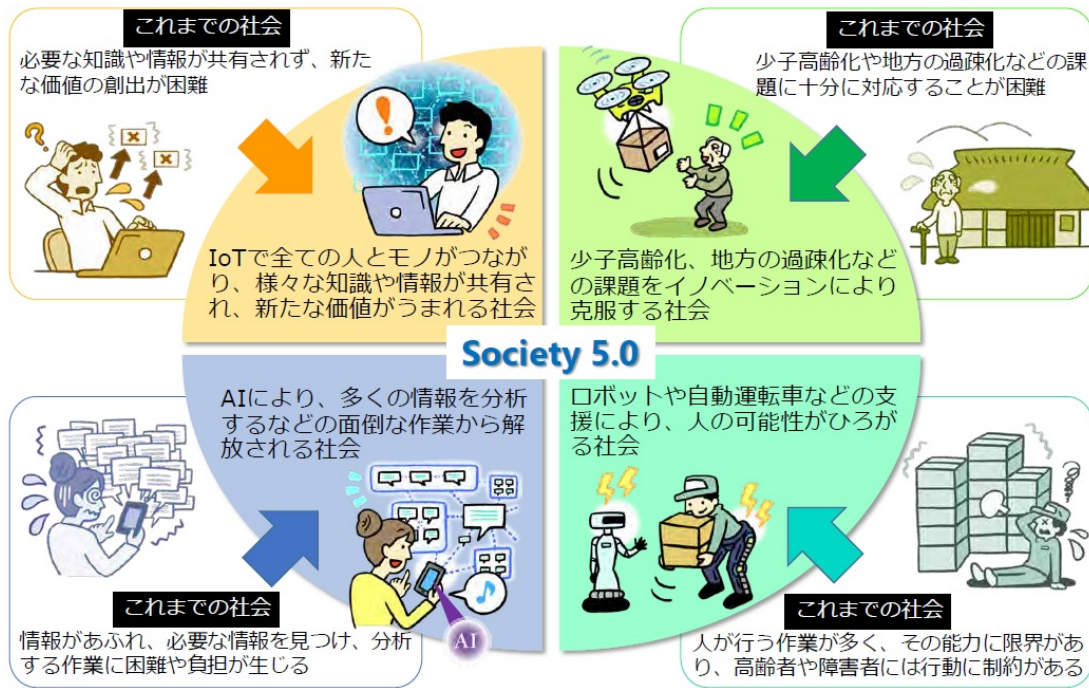 これまでの社会
必要な知識や情報が共有されず、新た
な価値の創出が困難
これまでの社会
少子高齢化や地方の過疎化などの課
題に十分に対応することが困難
IoTで全ての人とモノがつなが
り、様々な知識や情報が共有さ
れ、新たな価値がうまれる社会
少子高齢化、地方の過疎化など
の課題をイノベーションにより
克服する社会
Society 5.0
AIにより、多くの情報を分析
するなどの面倒な作業から解
放される社会
ロボットや自動運転車などの支
援により、人の可能性がひろが
る社会
AI
これまでの社会
情報があふれ、必要な情報を見つけ、分析
する作業に困難や負担が生じる
これまでの社会
人が行う作業が多く、その能力に限界があ
り、高齢者や障害者には行動に制約がある